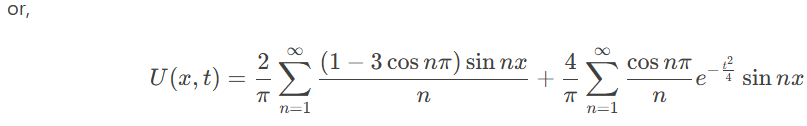 or,
U(x,t) = \frac{2}{\pi} \sum_{n=1}^{\infty} \frac{(1 - 3 \cos n\pi) \sin nx}{n} + \frac{4}{\pi} \sum_{n=1}^{\infty} \frac{\cos n\pi}{n} e^{-\frac{t^2}{4}} \sin nx